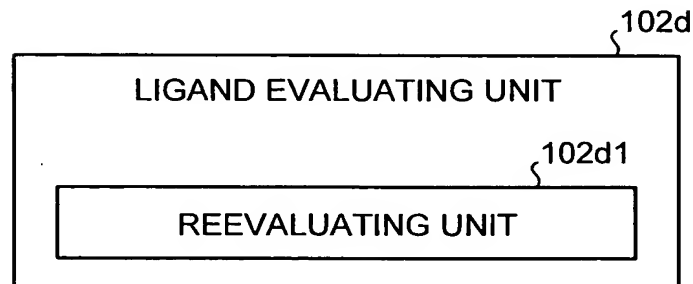 102d
LIGAND EVALUATING UNIT
102d1
REEVALUATING UNIT